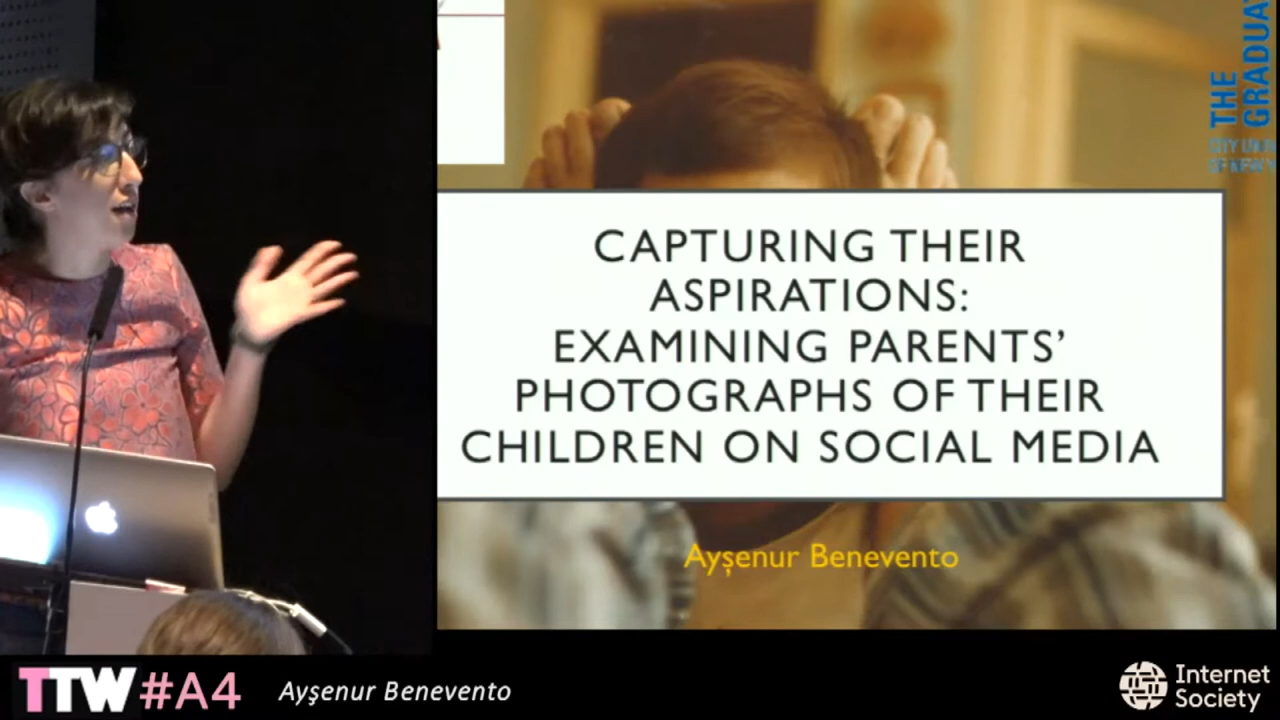 THE
GRADUA
CAPTURING THEIR
ASPIRATIONS:
EXAMINING PARENTS'
PHOTOGRAPHS OF THEIR
CHILDREN ON SOCIAL MEDIA
Ayşenur Benevento
TTW #A4
Ayşenur Benevento
Internet
Society